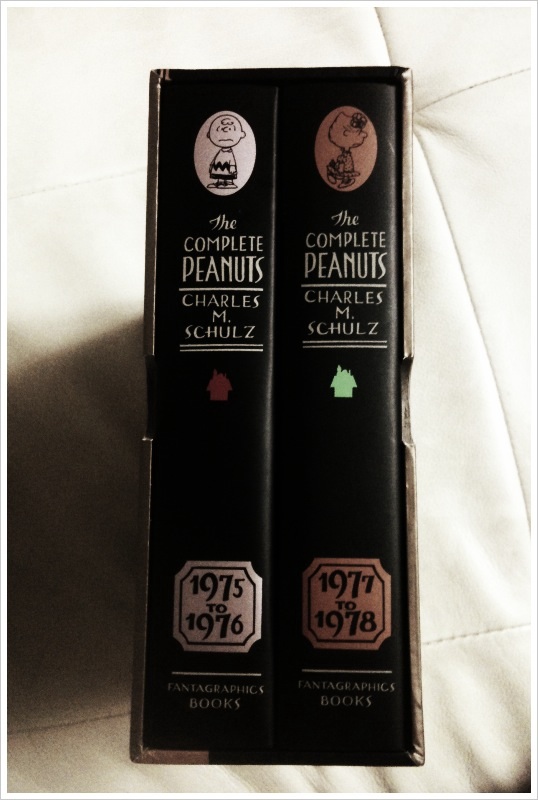 The
COMPLETE
PEANUTS
CHARLES
M.
SCHULZ
1975
TO
1976
FANTAGRAPHICS
BOOKS
The
COMPLETE
PEANUTS
CHARLES
M.
SCHULZ
1977
TO
1978
FANTAGRAPHICS
BOOKS